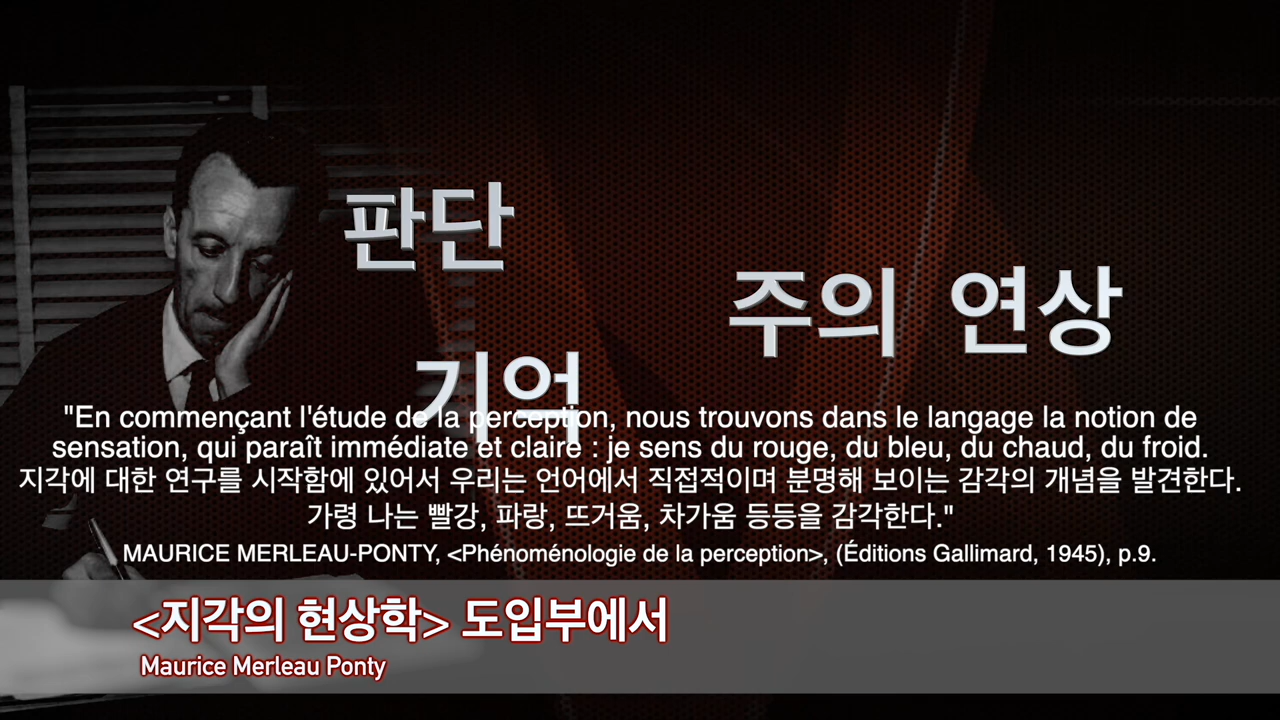 판단
주의 연상
기억
"En commençant l'étude de la perception, nous trouvons dans le langage la notion de
sensation, qui paraît immédiate et claire : je sens du rouge, du bleu, du chaud, du froid.
지각에 대한 연구를 시작함에 있어서 우리는 언어에서 직접적이며 분명해 보이는 감각의 개념을 발견한다.
가령 나는 빨강, 파랑, 뜨거움, 차가움 등등을 감각한다."
MAURICE MERLEAU-PONTY, <Phénoménologie de la perception>, (Éditions Gallimard, 1945), p.9.
<지각의 현상학> 도입부에서
Maurice Merleau Ponty